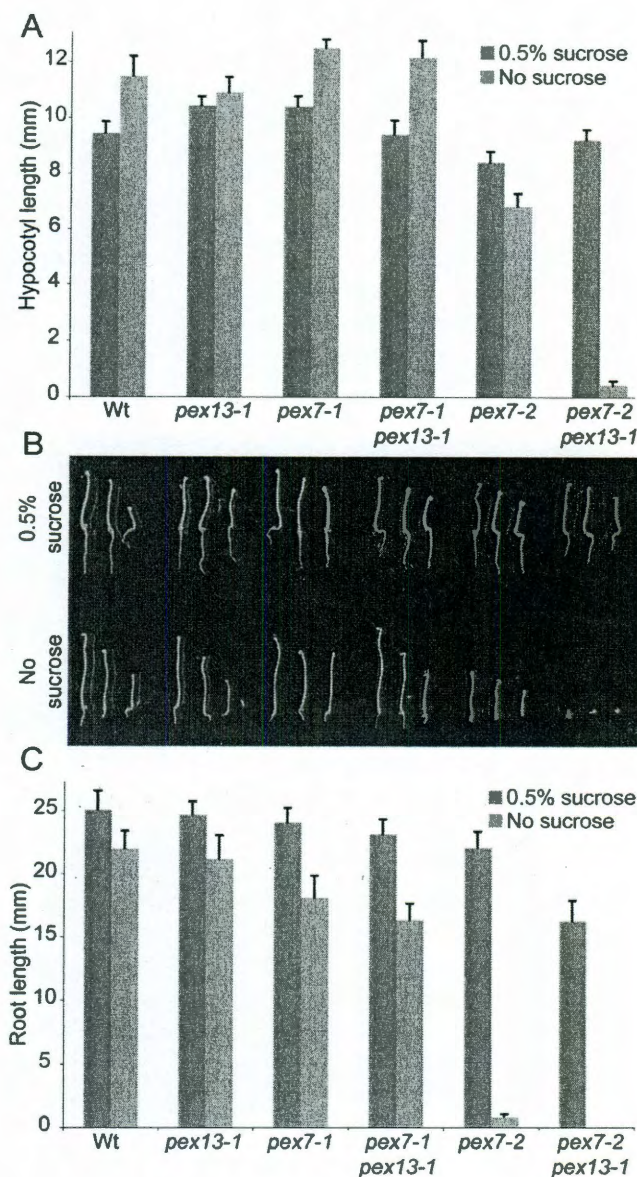 A
Hypocotyl length (mm)
12
10
8
6
4
2
0
0.5% sucrose
No sucrose
Wt
pex13-1
pex7-1
pex7-1
pex13-1
pex7-2
pex7-2
pex13-1
B
0.5%
sucrose
No
sucrose
C
Root length (mm)
25
20
15
10
5
0
0.5% sucrose
No sucrose
Wt
pex13-1
pex7-1
pex7-1
pex13-1
pex7-2
pex7-2
pex13-1